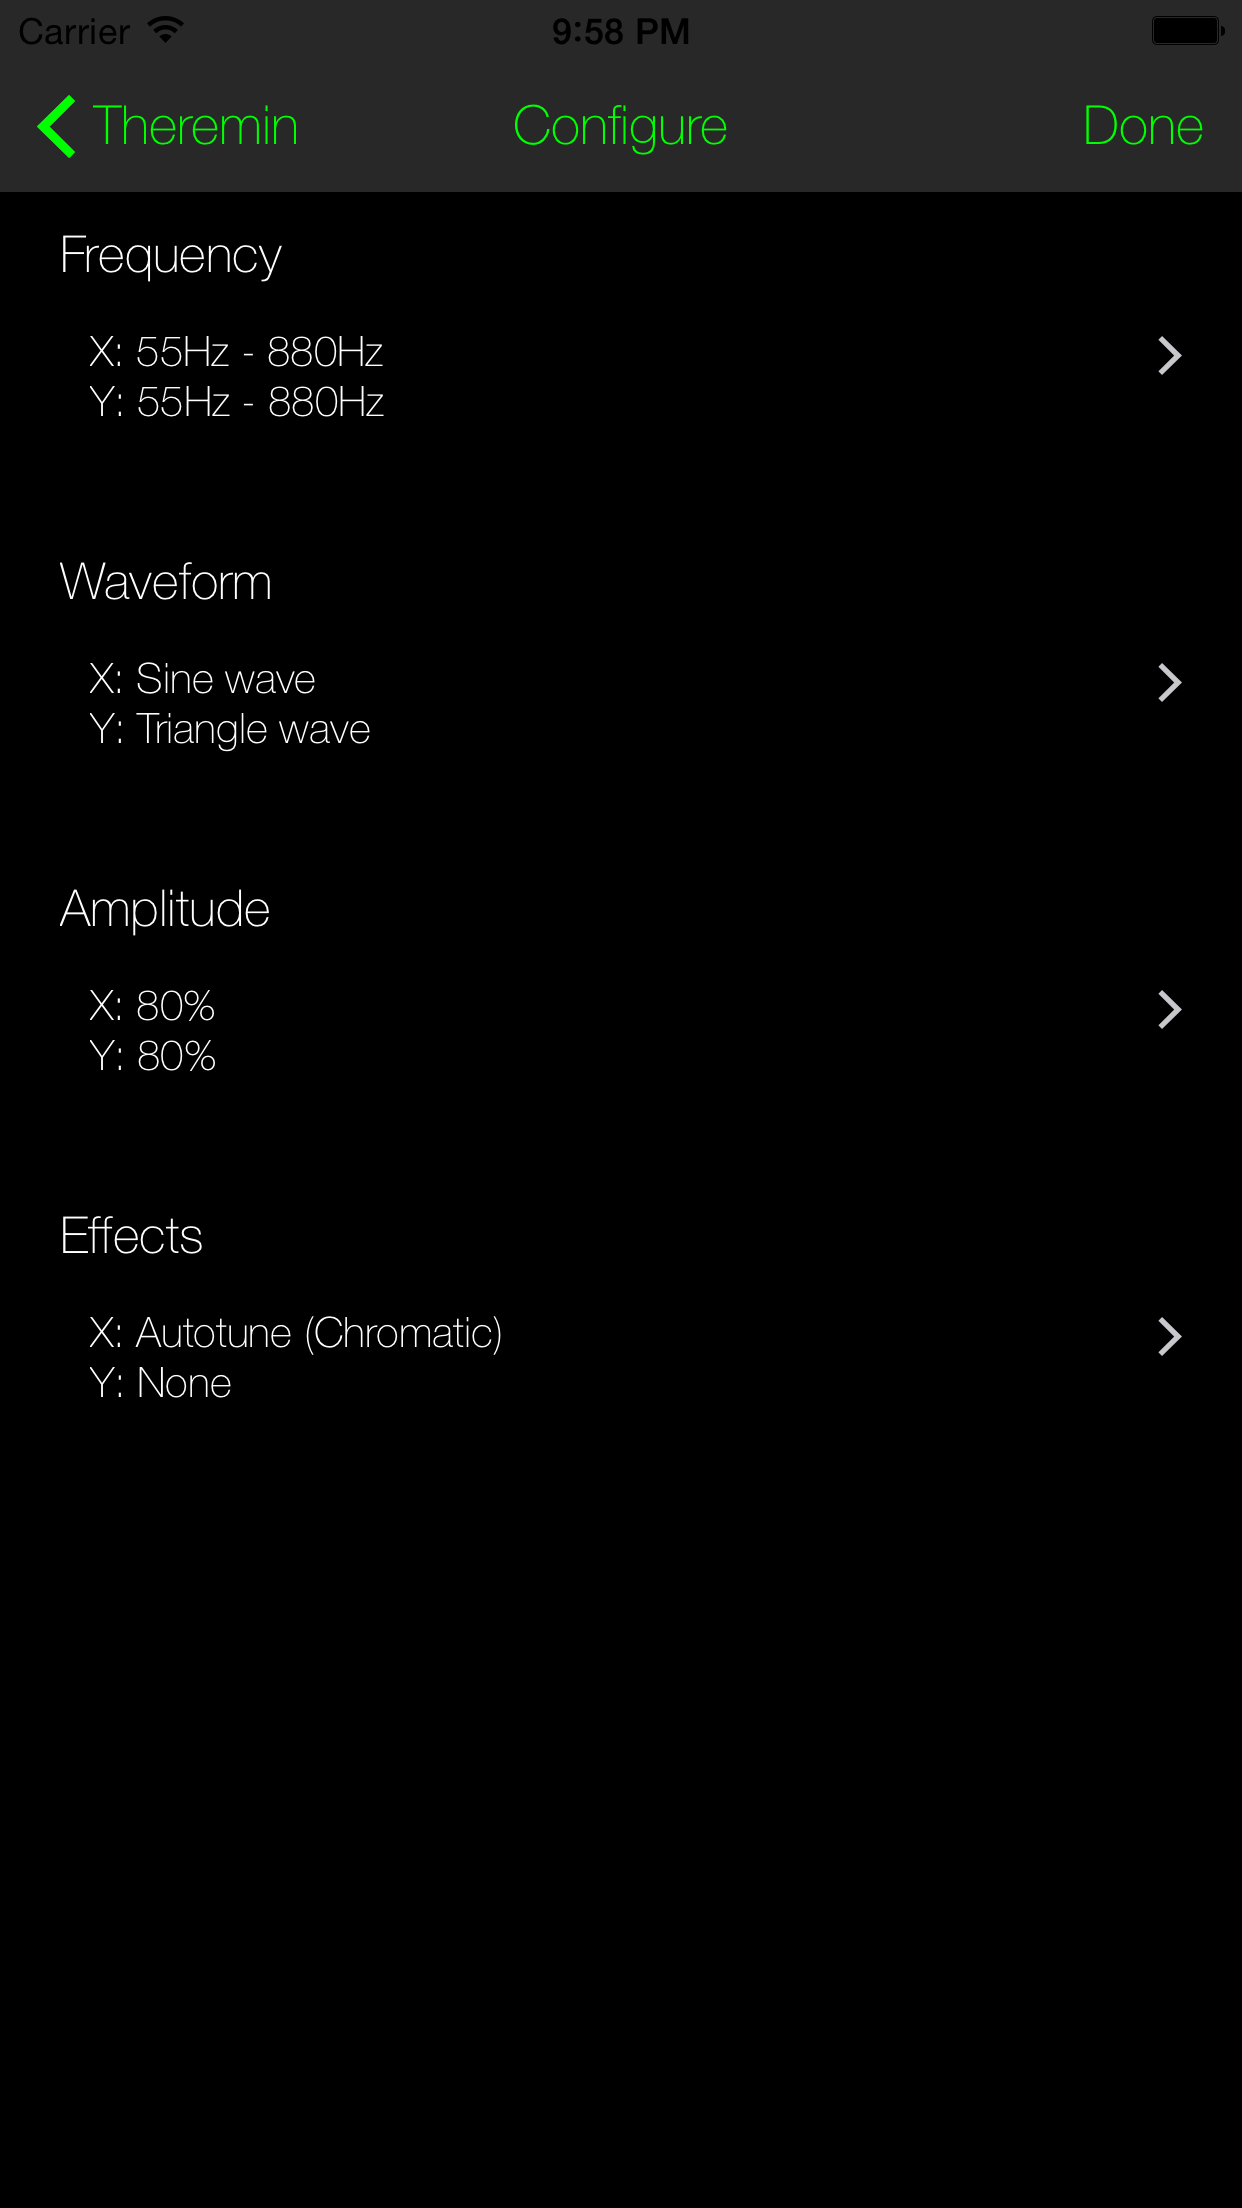 Carrier
9:58 PM
Theremin
Configure
Done
Frequency
X: 55Hz - 880Hz
Y: 55Hz - 880Hz
Waveform
X: Sine wave
Y: Triangle wave
Amplitude
X: 80%
Y: 80%
Effects
X: Autotune (Chromatic)
Y: None